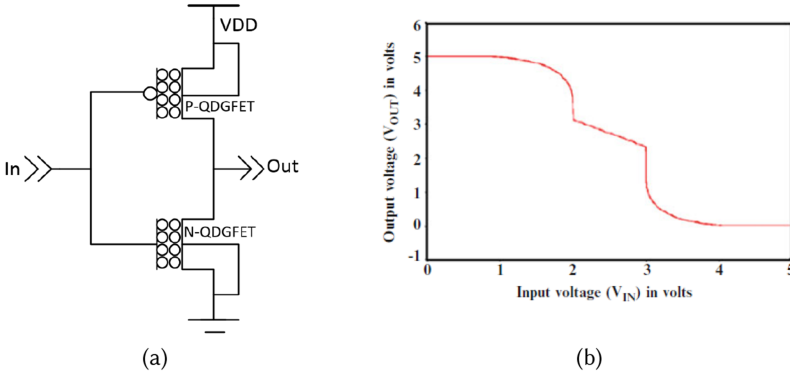 VDD
P-QDGFET
In
Out
N-QDGFET
(a)
Output voltage (VOUT) in volts
6
5
4
3
2
1
0
-1
0 1 2 3 4 5
Input voltage (VIN) in volts
(b)